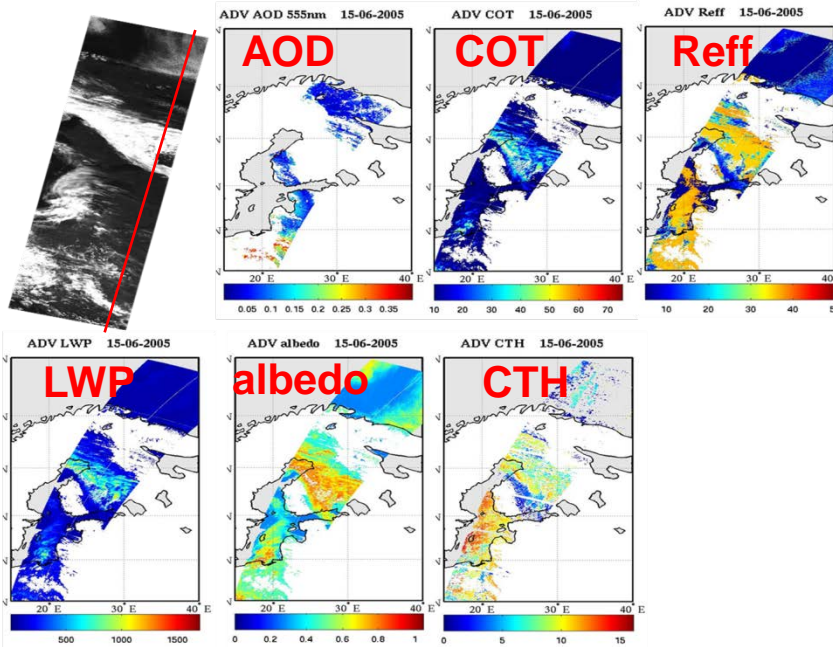 ADV AOD 555nm 15-06-2005
AOD
20 ° E 30 ° E 40 ° E
0.05 0.1 0.15 0.2 0.25 0.3 0.35
ADV COT 15-06-2005
COT
20 ° E 30 ° E 40 ° E
10 20 30 40 50 60 70
ADV Reff 15-06-2005
Reff
20 ° E 30 ° E 40
10 20 30 40
ADV LWP 15-06-2005
LWP
20 ° E 30 ° E 40 ° E
500 1000 1500
ADV albedo 15-06-2005
albedo
20 ° E 30 ° E 40 ° E
0 0.2 0.4 0.6 0.8 1
ADV CTH 15-06-2005
CTH
20 ° E 30 ° E 40 ° E
0 5 10 15